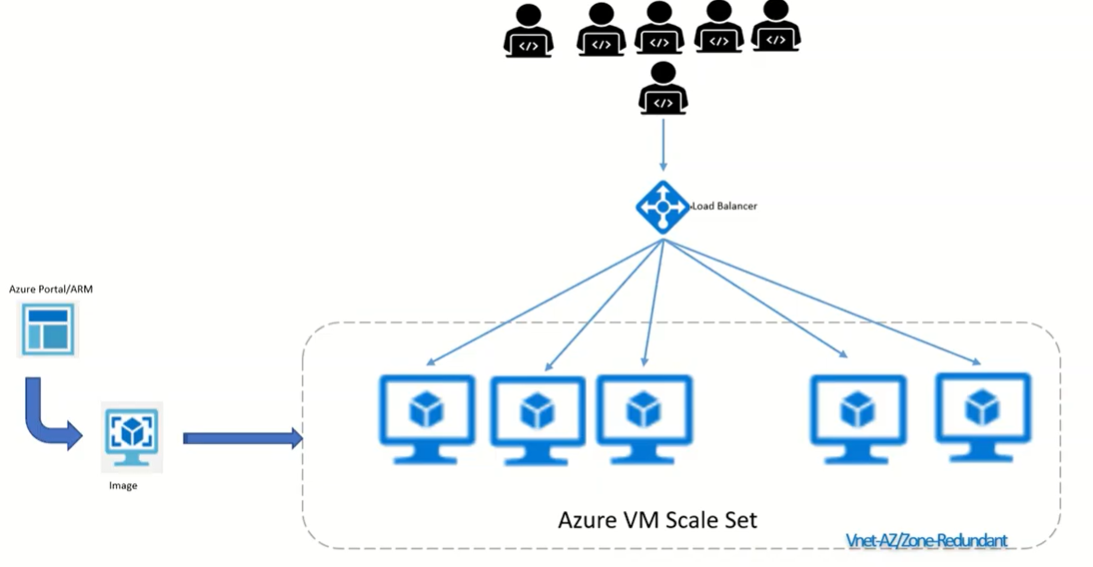 </>
</>
</>
</>
</>
</>
Load Balancer
Azure Portal/ARM
Image
Azure VM Scale Set
Vnet-AZ/Zone-Redundant